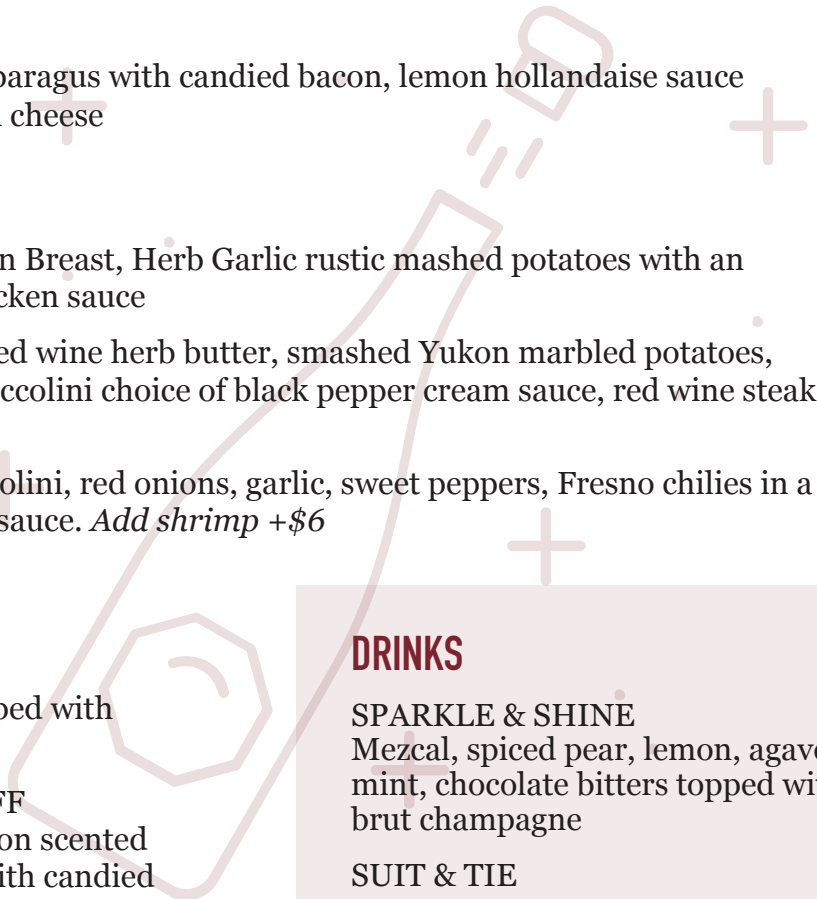 paragus with candied bacon, lemon hollandaise sauce
cheese
n Breast, Herb Garlic rustic mashed potatoes with an
cken sauce
ed wine herb butter, smashed Yukon marbled potatoes,
ccolini choice of black pepper cream sauce, red wine steak
olini, red onions, garlic, sweet peppers, Fresno chilies in a
sauce. Add shrimp +$6
ped with
FF
on scented
ith candied
DRINKS
SPARKLE & SHINE
Mezcal, spiced pear, lemon, agave
mint, chocolate bitters topped wi
brut champagne
SUIT & TIE